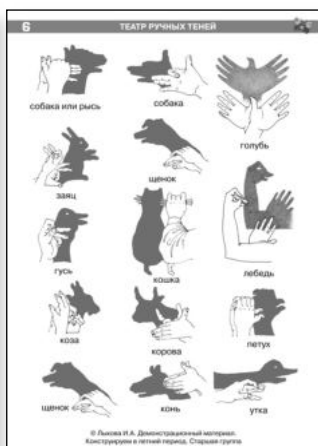 6
ТЕАТР РУЧНЫХ ТЕНЕЙ
собака или рысь
собака
голубь
заяц
щенок
гусь
кошка
лебедь
коза
корова
петух
щенок
конь
утка
© Лыкова И.А. Демонстрационный материал.
Конструируем в летний период. Старшая группа